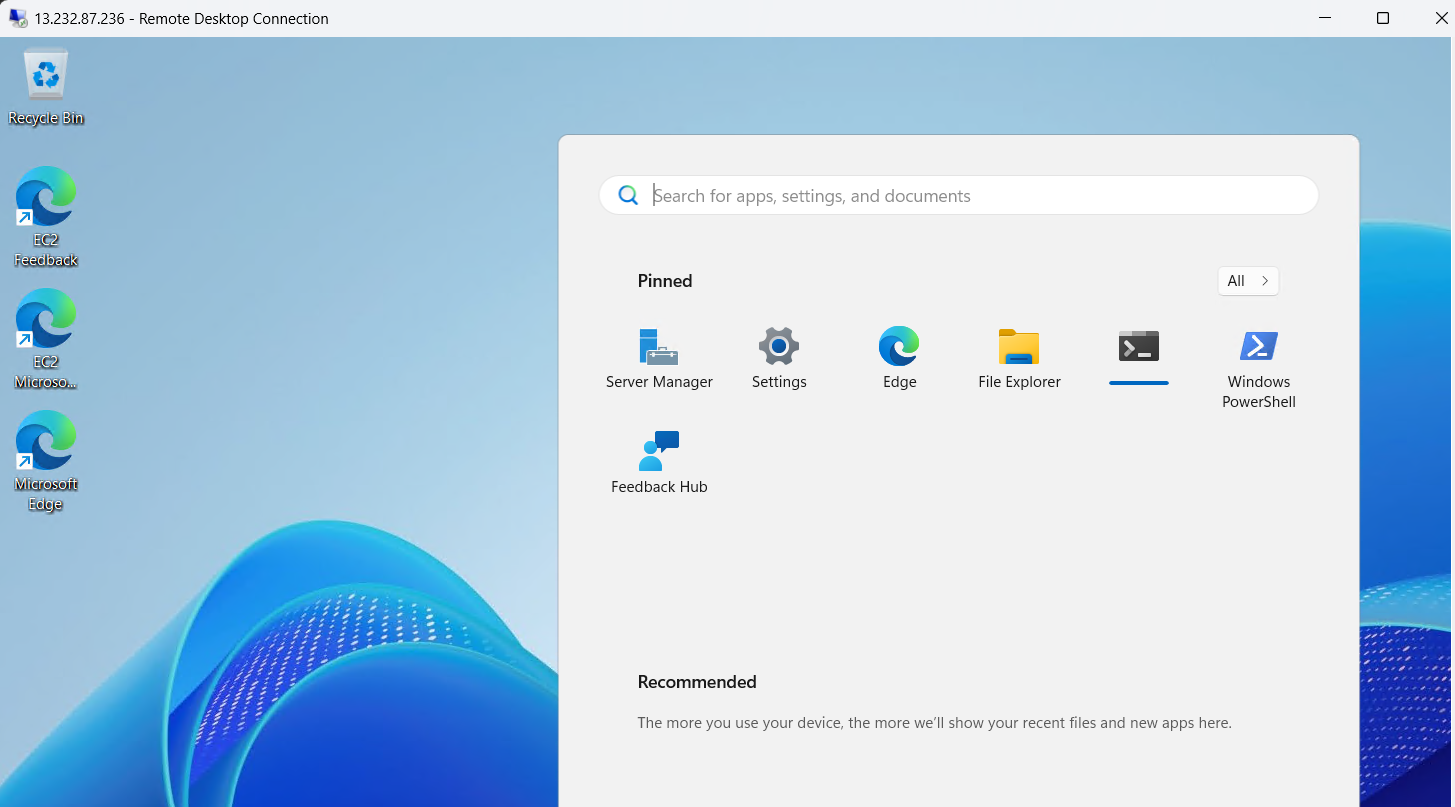 13.232.87.236 - Remote Desktop Connection
Recycle Bin
EC2
Feedback
EC2
Microso...
Microsoft
Edge
Search for apps, settings, and documents
Pinned
All
Server Manager
Settings
Edge
File Explorer
Windows
PowerShell
Feedback Hub
Recommended
The more you use your device, the more we’ll show your recent files and new apps here.